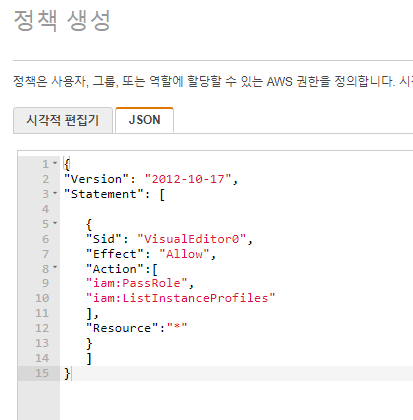 정책 생성
정책은 사용자, 그룹, 또는 역할에 할당할 수 있는 AWS 권한을 정의합니다. 시각
시각적 편집기 JSON
1 {
2 "Version": "2012-10-17",
3 "Statement": [
4
5 {
6 "Sid": "VisualEditor0",
7 "Effect": "Allow",
8 "Action":[
9 "iam:PassRole",
10 "iam:ListInstanceProfiles"
11 ],
12 "Resource":"*"
13 }
14 ]
15 }